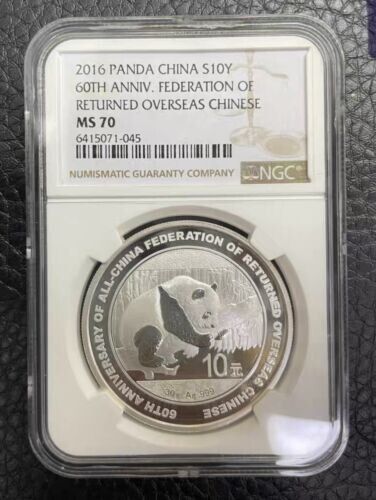 2016 PANDA CHINA S10Y
60TH ANNIV. FEDERATION OF
RETURNED OVERSEAS CHINESE
MS 70
6415071-045
NUMISMATIC GUARANTY COMPANY
NGC
60TH ANNIVERSARY OF ALL-CHINA FEDERATION OF RETURNED OVERSEAS CHINESE
10元
30g Ag .999